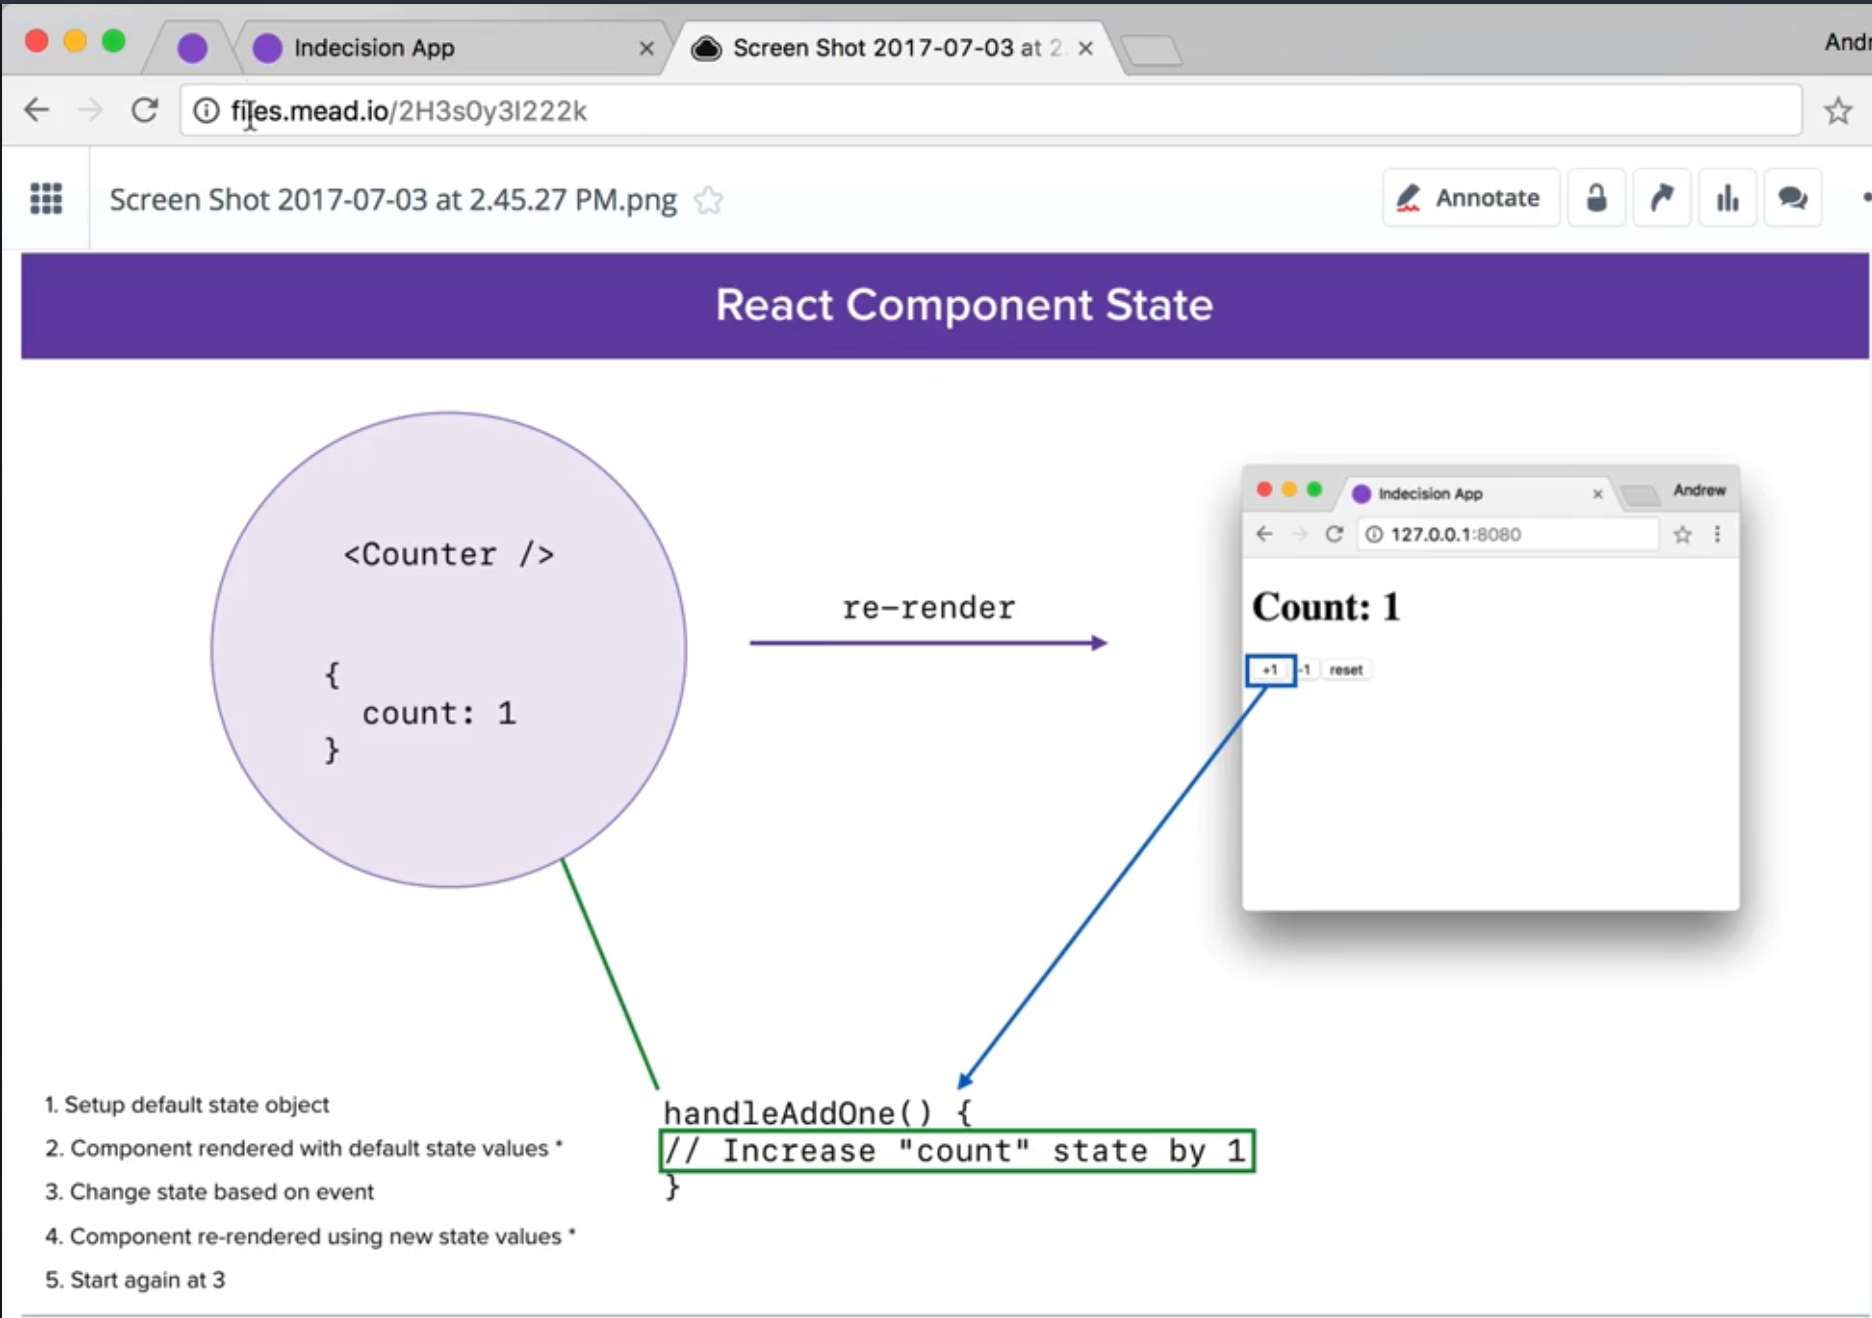 Indecision App
Screen Shot 2017-07-03 at 2
Andr
files.mead.io/2H3s0y3l222k
Screen Shot 2017-07-03 at 2.45.27 PM.png
Annotate
React Component State
<Counter />
{
count: 1
}
re-render
Indecision App
Andrew
127.0.0.1:8080
Count: 1
+1
-1
reset
handleAddOne() {
// Increase "count" state by 1
}
1. Setup default state object
2. Component rendered with default state values *
3. Change state based on event
4. Component re-rendered using new state values *
5. Start again at 3